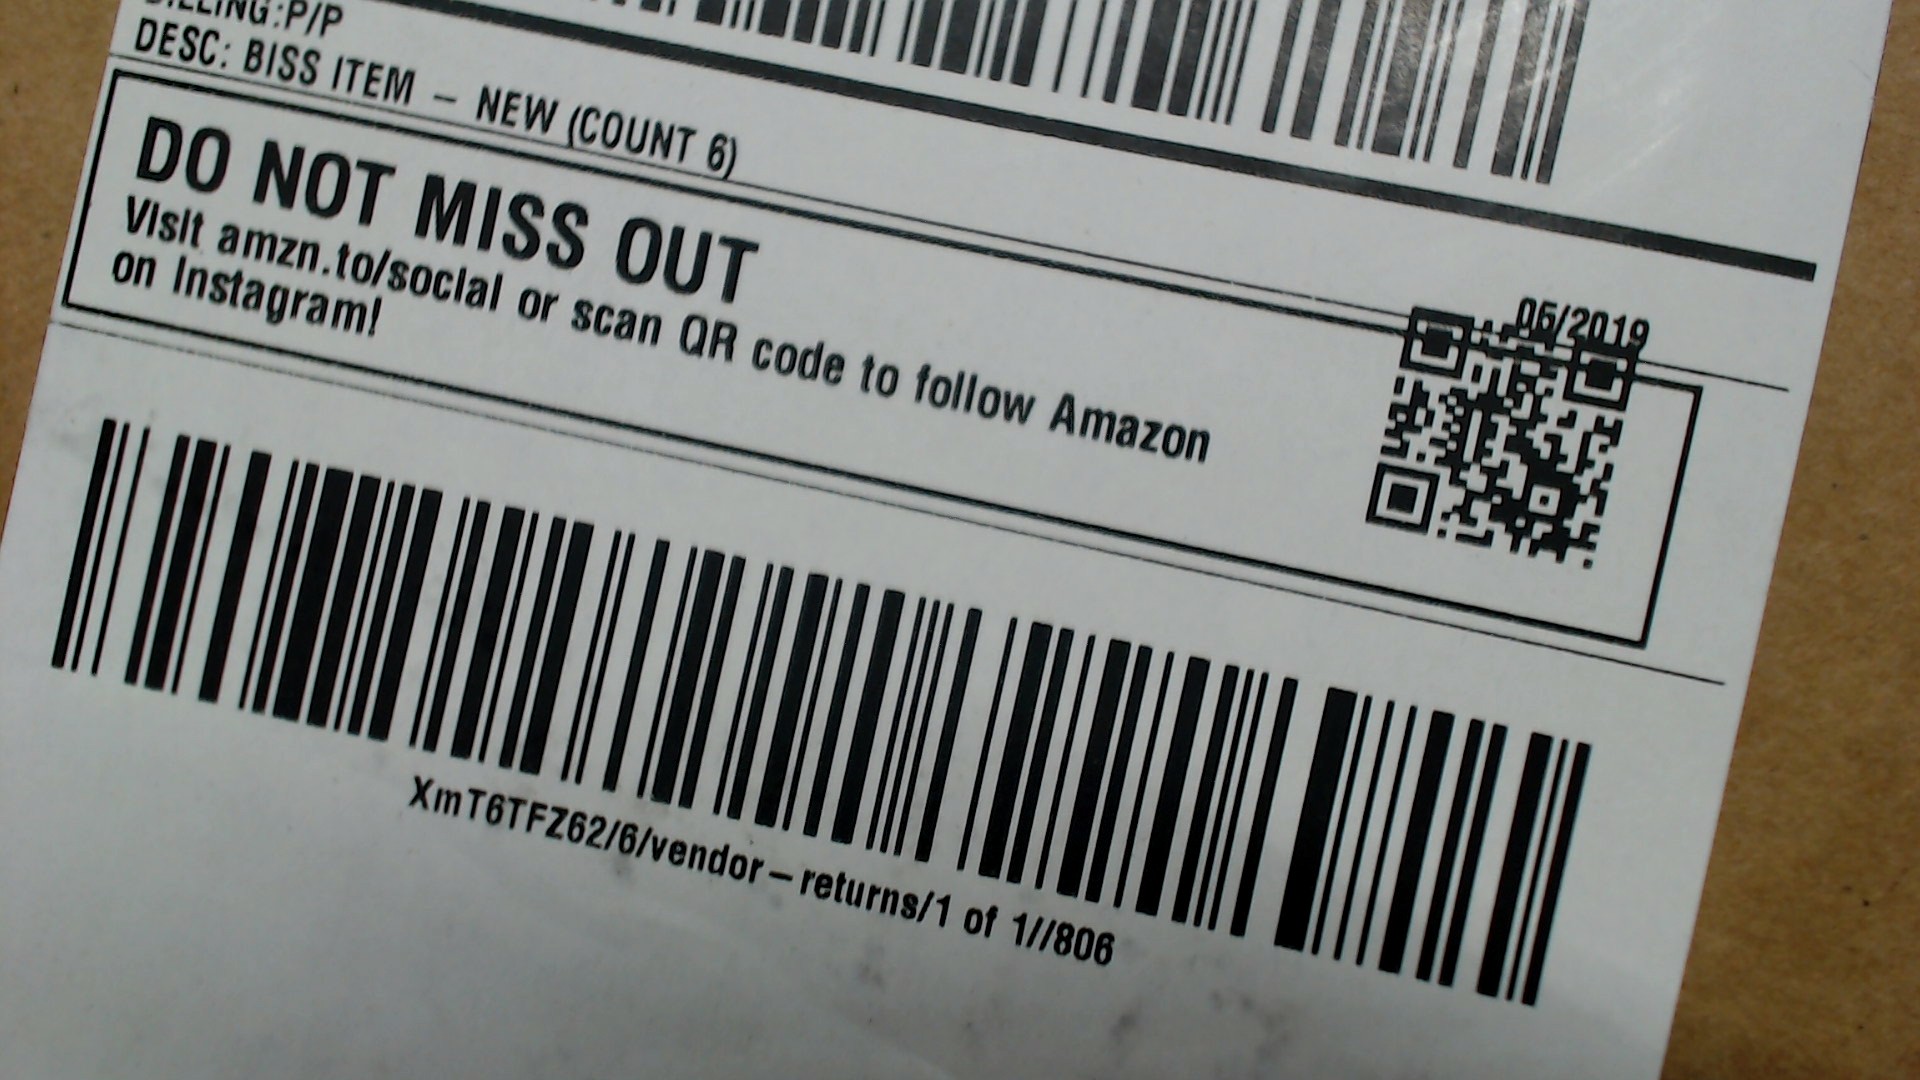 BILLING:P/P
DESC: BISS ITEM – NEW (COUNT 6)
06/2019
DO NOT MISS OUT
Visit amzn.to/social or scan QR code to follow Amazon
on Instagram!
XmT6TFZ62/6/vendor–returns/1 of 1//806